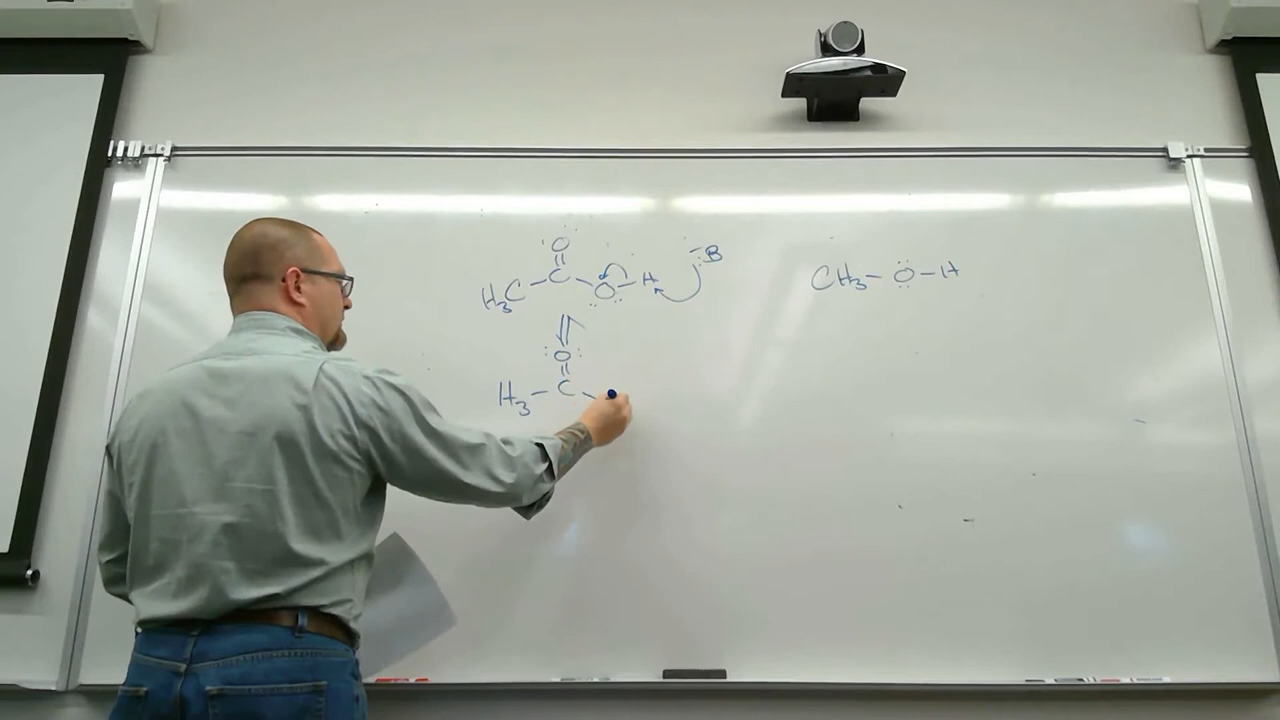 O
||
H₃C – C – O – H :B⁻
CH₃ – O – H
:O:
||
H₃ – C –